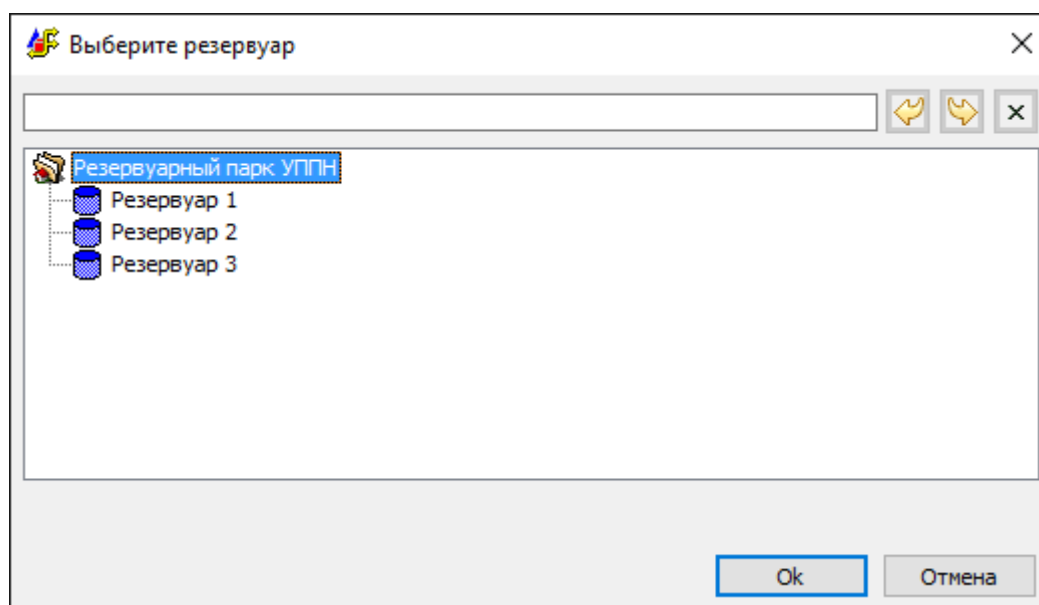 Выберите резервуар
Резервуарный парк УППН
Резервуар 1
Резервуар 2
Резервуар 3
Ok Отмена